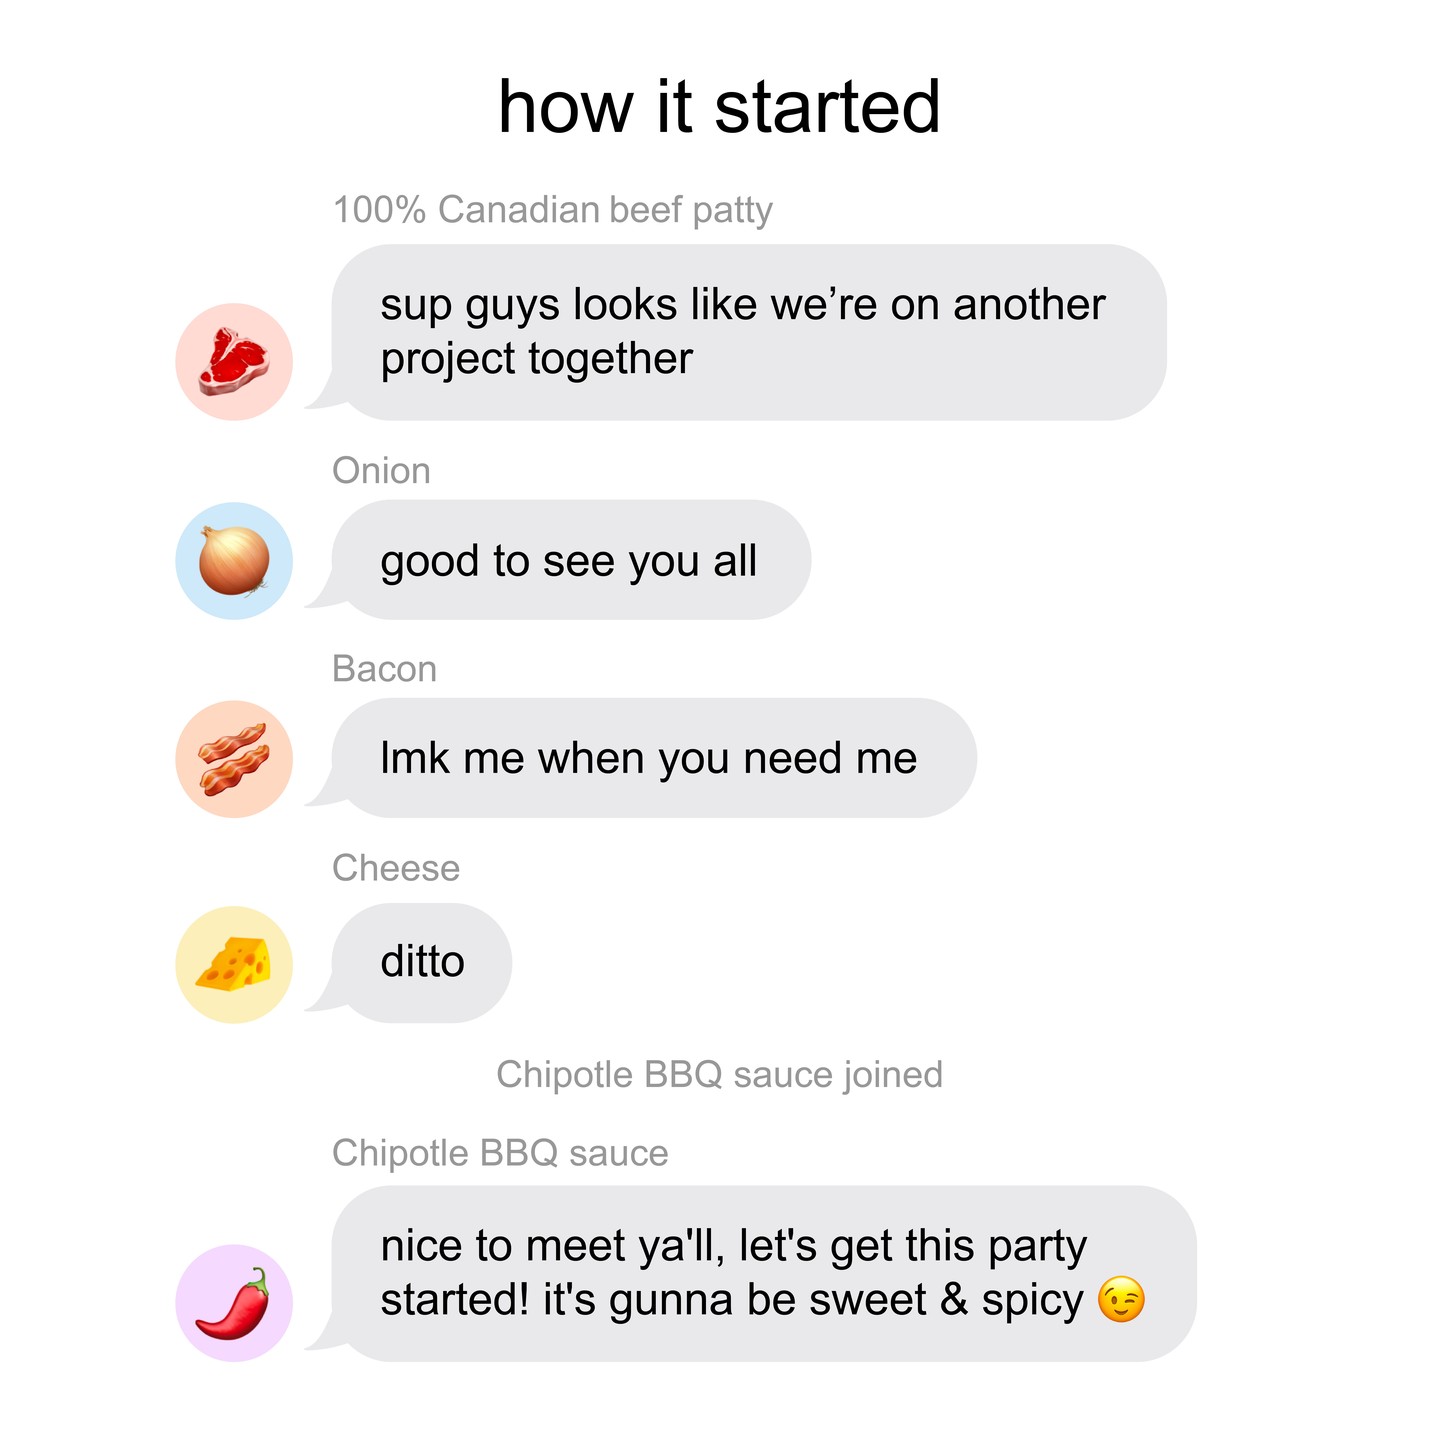 how it started
100% Canadian beef patty
sup guys looks like we’re on another
project together
Onion
good to see you all
Bacon
lmk me when you need me
Cheese
ditto
Chipotle BBQ sauce joined
Chipotle BBQ sauce
nice to meet ya'll, let's get this party
started! it's gunna be sweet & spicy 😉